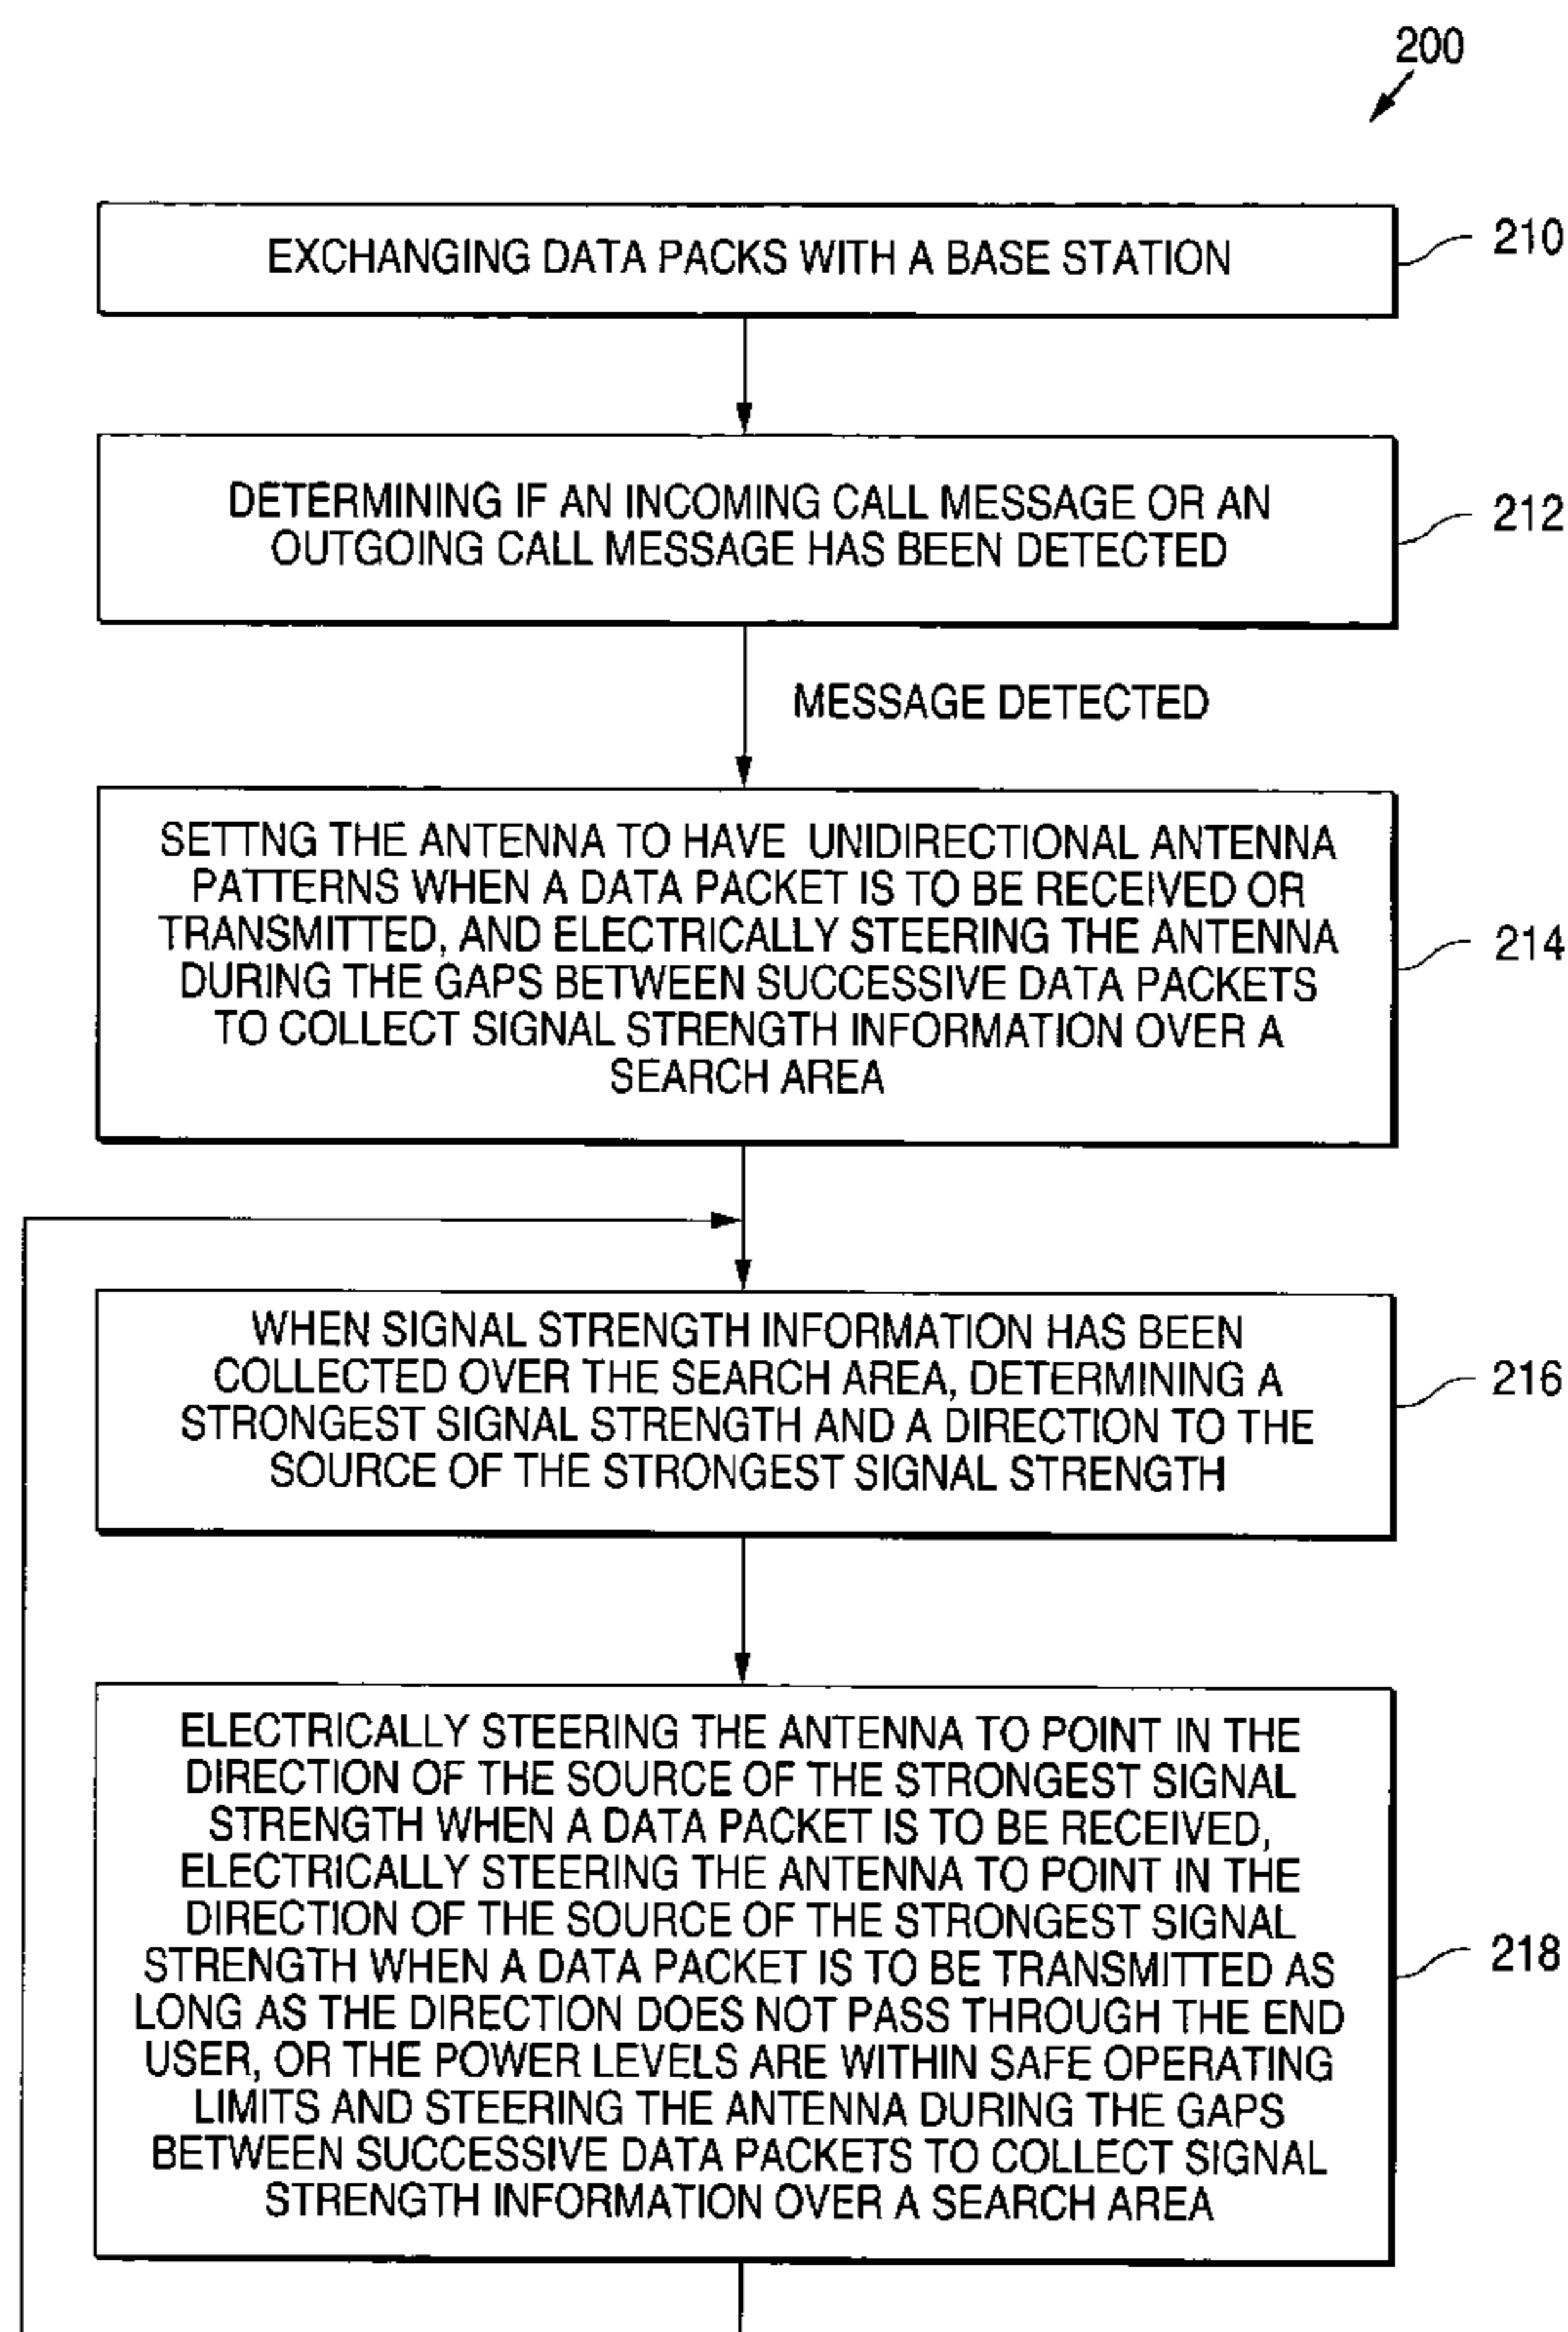 200
EXCHANGING DATA PACKS WITH A BASE STATION
210
DETERMINING IF AN INCOMING CALL MESSAGE OR AN
OUTGOING CALL MESSAGE HAS BEEN DETECTED
212
MESSAGE DETECTED
SETTNG THE ANTENNA TO HAVE UNIDIRECTIONAL ANTENNA
PATTERNS WHEN A DATA PACKET IS TO BE RECEIVED OR
TRANSMITTED, AND ELECTRICALLY STEERING THE ANTENNA
DURING THE GAPS BETWEEN SUCCESSIVE DATA PACKETS
TO COLLECT SIGNAL STRENGTH INFORMATION OVER A
SEARCH AREA
214
WHEN SIGNAL STRENGTH INFORMATION HAS BEEN
COLLECTED OVER THE SEARCH AREA, DETERMINING A
STRONGEST SIGNAL STRENGTH AND A DIRECTION TO THE
SOURCE OF THE STRONGEST SIGNAL STRENGTH
216
ELECTRICALLY STEERING THE ANTENNA TO POINT IN THE
DIRECTION OF THE SOURCE OF THE STRONGEST SIGNAL
STRENGTH WHEN A DATA PACKET IS TO BE RECEIVED,
ELECTRICALLY STEERING THE ANTENNA TO POINT IN THE
DIRECTION OF THE SOURCE OF THE STRONGEST SIGNAL
STRENGTH WHEN A DATA PACKET IS TO BE TRANSMITTED AS
LONG AS THE DIRECTION DOES NOT PASS THROUGH THE END
USER, OR THE POWER LEVELS ARE WITHIN SAFE OPERATING
LIMITS AND STEERING THE ANTENNA DURING THE GAPS
BETWEEN SUCCESSIVE DATA PACKETS TO COLLECT SIGNAL
STRENGTH INFORMATION OVER A SEARCH AREA
218